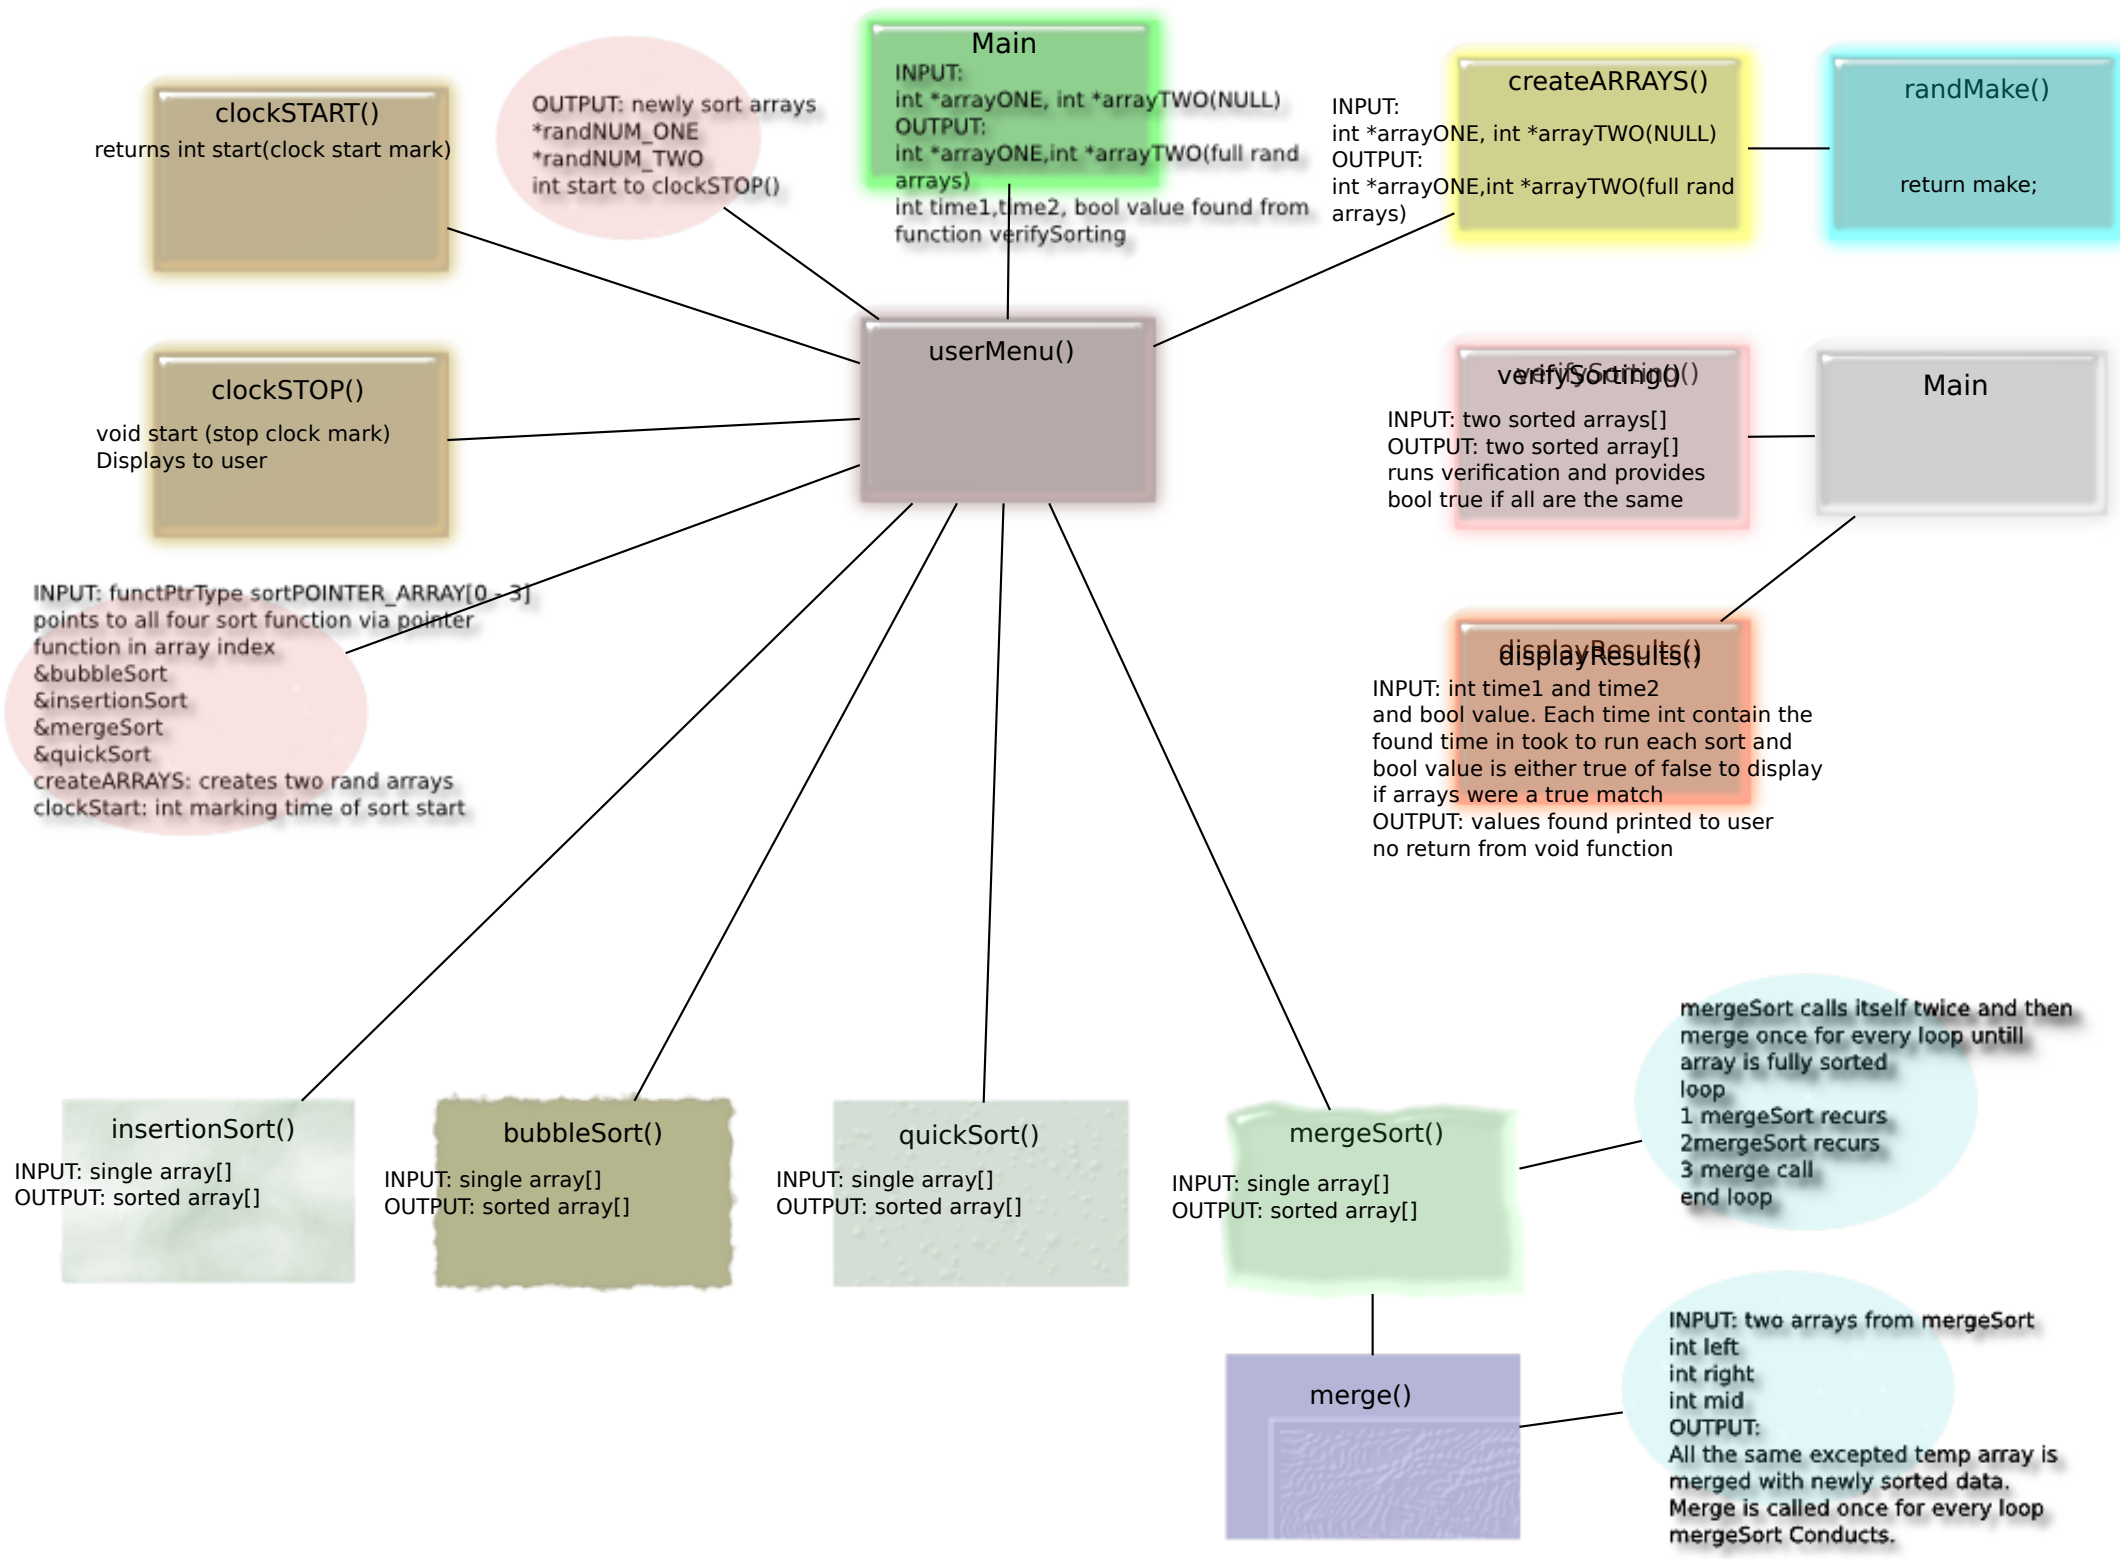 clockSTART()
returns int start(clock start mark)
OUTPUT: newly sort arrays
*randNUM_ONE
*randNUM_TWO
int start to clockSTOP()
Main
INPUT:
int *arrayONE, int *arrayTWO(NULL)
OUTPUT:
int *arrayONE,int *arrayTWO(full rand
arrays)
int time1,time2, bool value found from
function verifySorting
createARRAYS()
INPUT:
int *arrayONE, int *arrayTWO(NULL)
OUTPUT:
int *arrayONE,int *arrayTWO(full rand
arrays)
randMake()
return make;
userMenu()
clockSTOP()
void start (stop clock mark)
Displays to user
verifySorting()
verifySorting()
INPUT: two sorted arrays[]
OUTPUT: two sorted array[]
runs verification and provides
bool true if all are the same
Main
INPUT: functPtrType sortPOINTER_ARRAY[0 - 3]
points to all four sort function via pointer
function in array index
&bubbleSort
&insertionSort
&mergeSort
&quickSort
createARRAYS: creates two rand arrays
clockStart: int marking time of sort start
displayResults()
displayResults()
INPUT: int time1 and time2
and bool value. Each time int contain the
found time in took to run each sort and
bool value is either true of false to display
if arrays were a true match
OUTPUT: values found printed to user
no return from void function
insertionSort()
INPUT: single array[]
OUTPUT: sorted array[]
bubbleSort()
INPUT: single array[]
OUTPUT: sorted array[]
quickSort()
INPUT: single array[]
OUTPUT: sorted array[]
mergeSort()
INPUT: single array[]
OUTPUT: sorted array[]
mergeSort calls itself twice and then
merge once for every loop untill
array is fully sorted
loop
1 mergeSort recurs
2mergeSort recurs
3 merge call
end loop
merge()
INPUT: two arrays from mergeSort
int left
int right
int mid
OUTPUT:
All the same excepted temp array is
merged with newly sorted data.
Merge is called once for every loop
mergeSort Conducts.